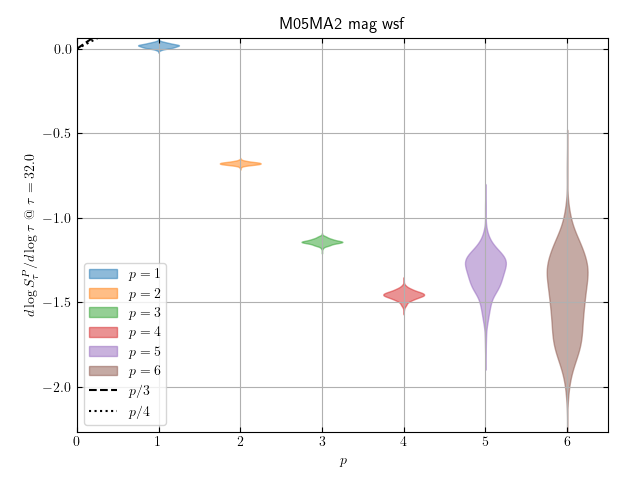 M05MA2 mag wsf
d log S_τ^p / d log τ @ τ = 32.0
0.0
−0.5
−1.0
−1.5
−2.0
p = 1
p = 2
p = 3
p = 4
p = 5
p = 6
p/3
p/4
0 1 2 3 4 5 6
p